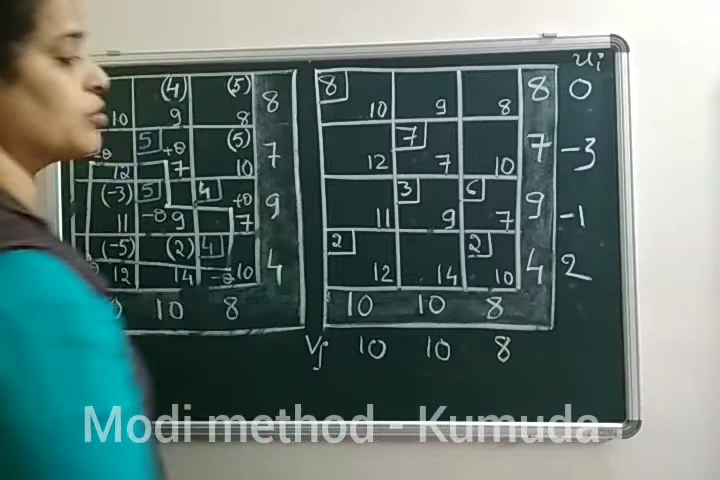 ui
(4) (5) 8
10 9 8
5 (5) 7
-θ +θ
12 7 10
(-3) 5 4 9
-θ +θ
11 9 7
(-5) (2) 4 4
12 14 -θ 10
10 8
8 8 0
10 9 8
7 7 -3
12 7 10
3 6 9 -1
11 9 7
2 2 4 2
12 14 10
10 10 8
Vj 10 10 8
Modi method - Kumuda